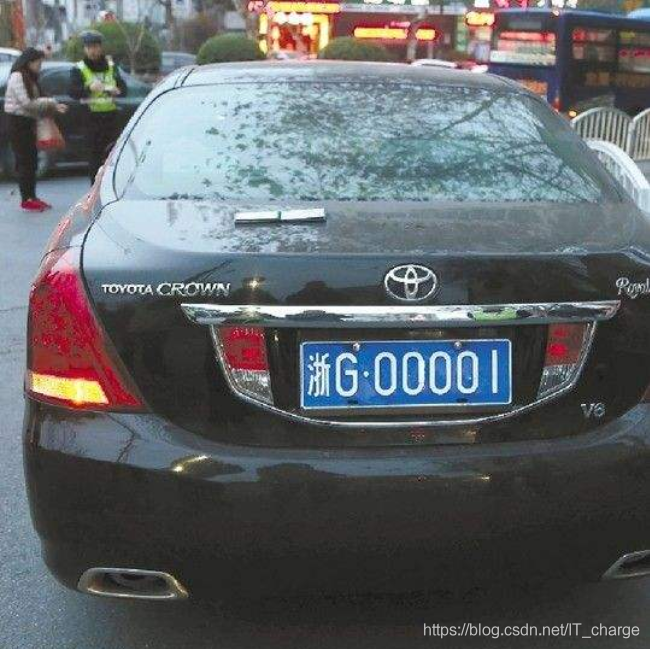 TOYOTA CROWN
Royal
浙G·00001
V6
https://blog.csdn.net/IT_charge